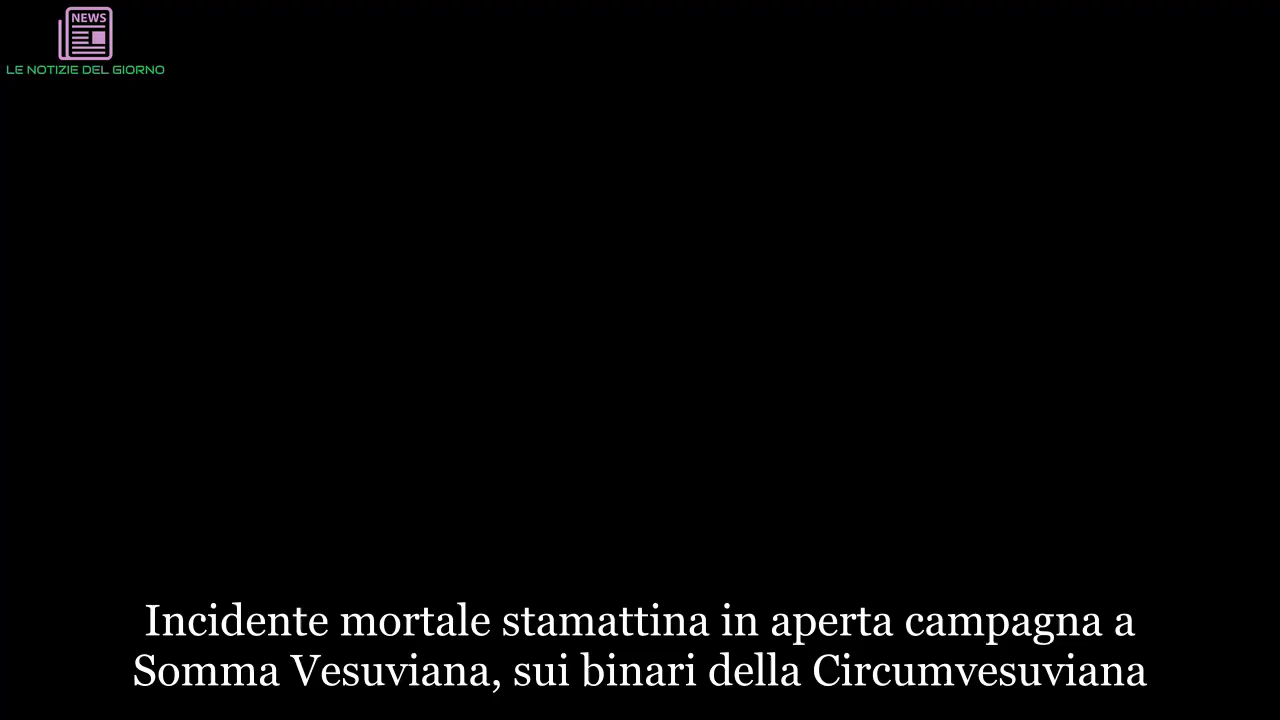 NEWS
LE NOTIZIE DEL GIORNO
Incidente mortale stamattina in aperta campagna a
Somma Vesuviana, sui binari della Circumvesuviana